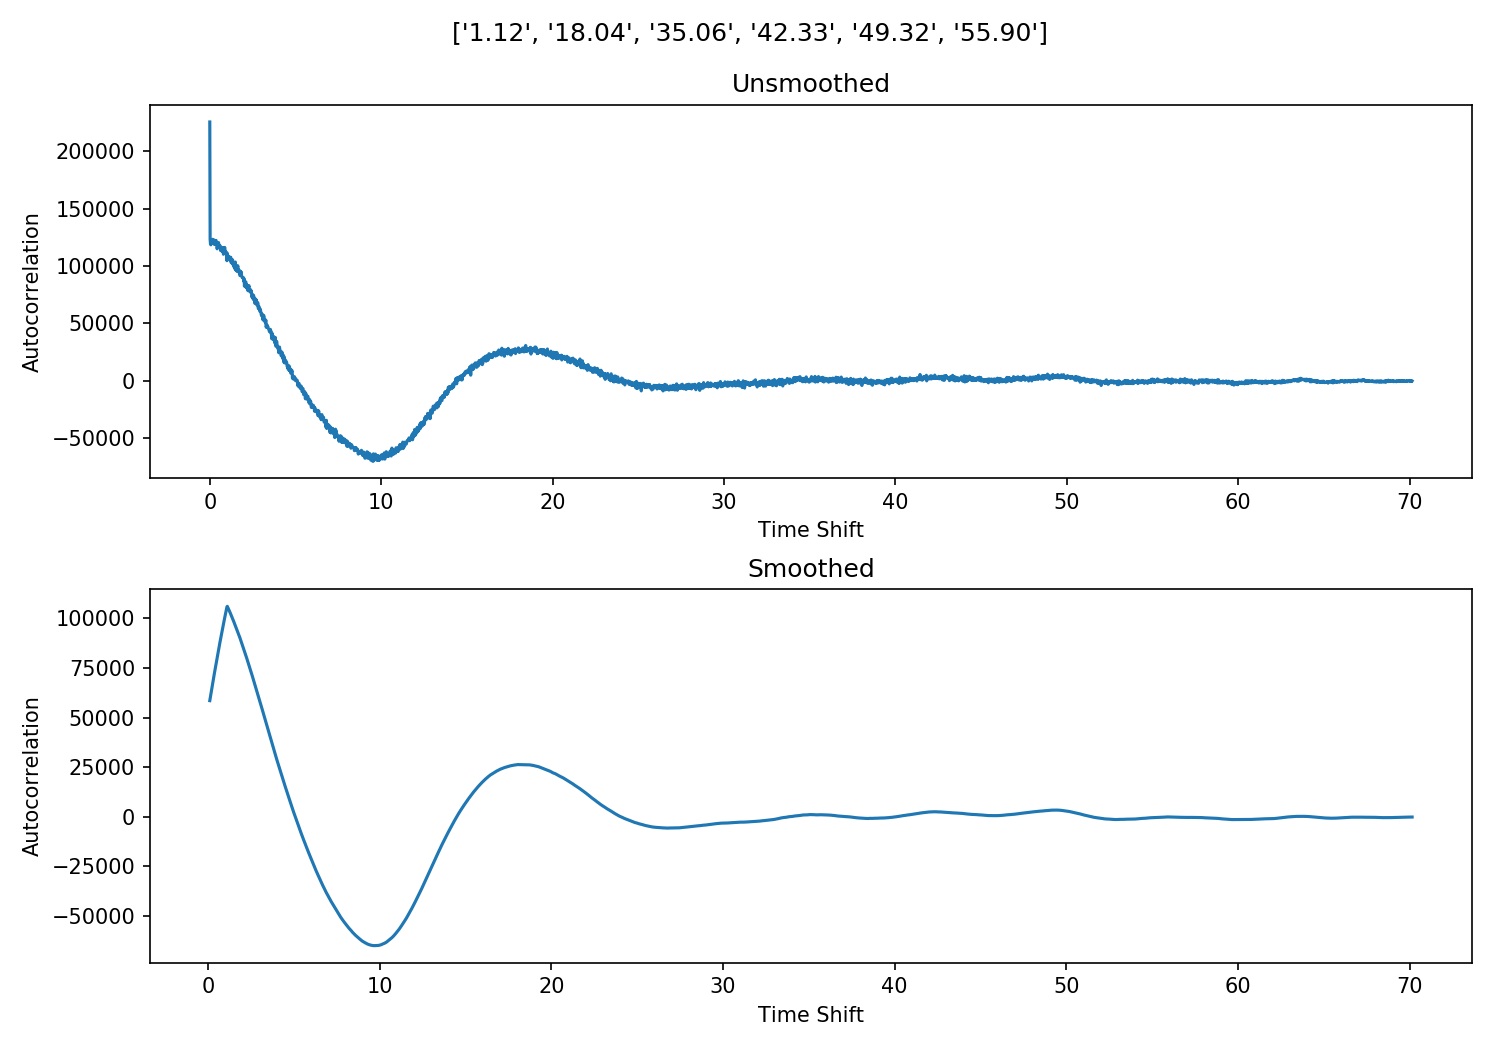 ['1.12', '18.04', '35.06', '42.33', '49.32', '55.90']
Unsmoothed
Autocorrelation
200000
150000
100000
50000
0
−50000
0 10 20 30 40 50 60 70
Time Shift
Smoothed
Autocorrelation
100000
75000
50000
25000
0
−25000
−50000
0 10 20 30 40 50 60 70
Time Shift